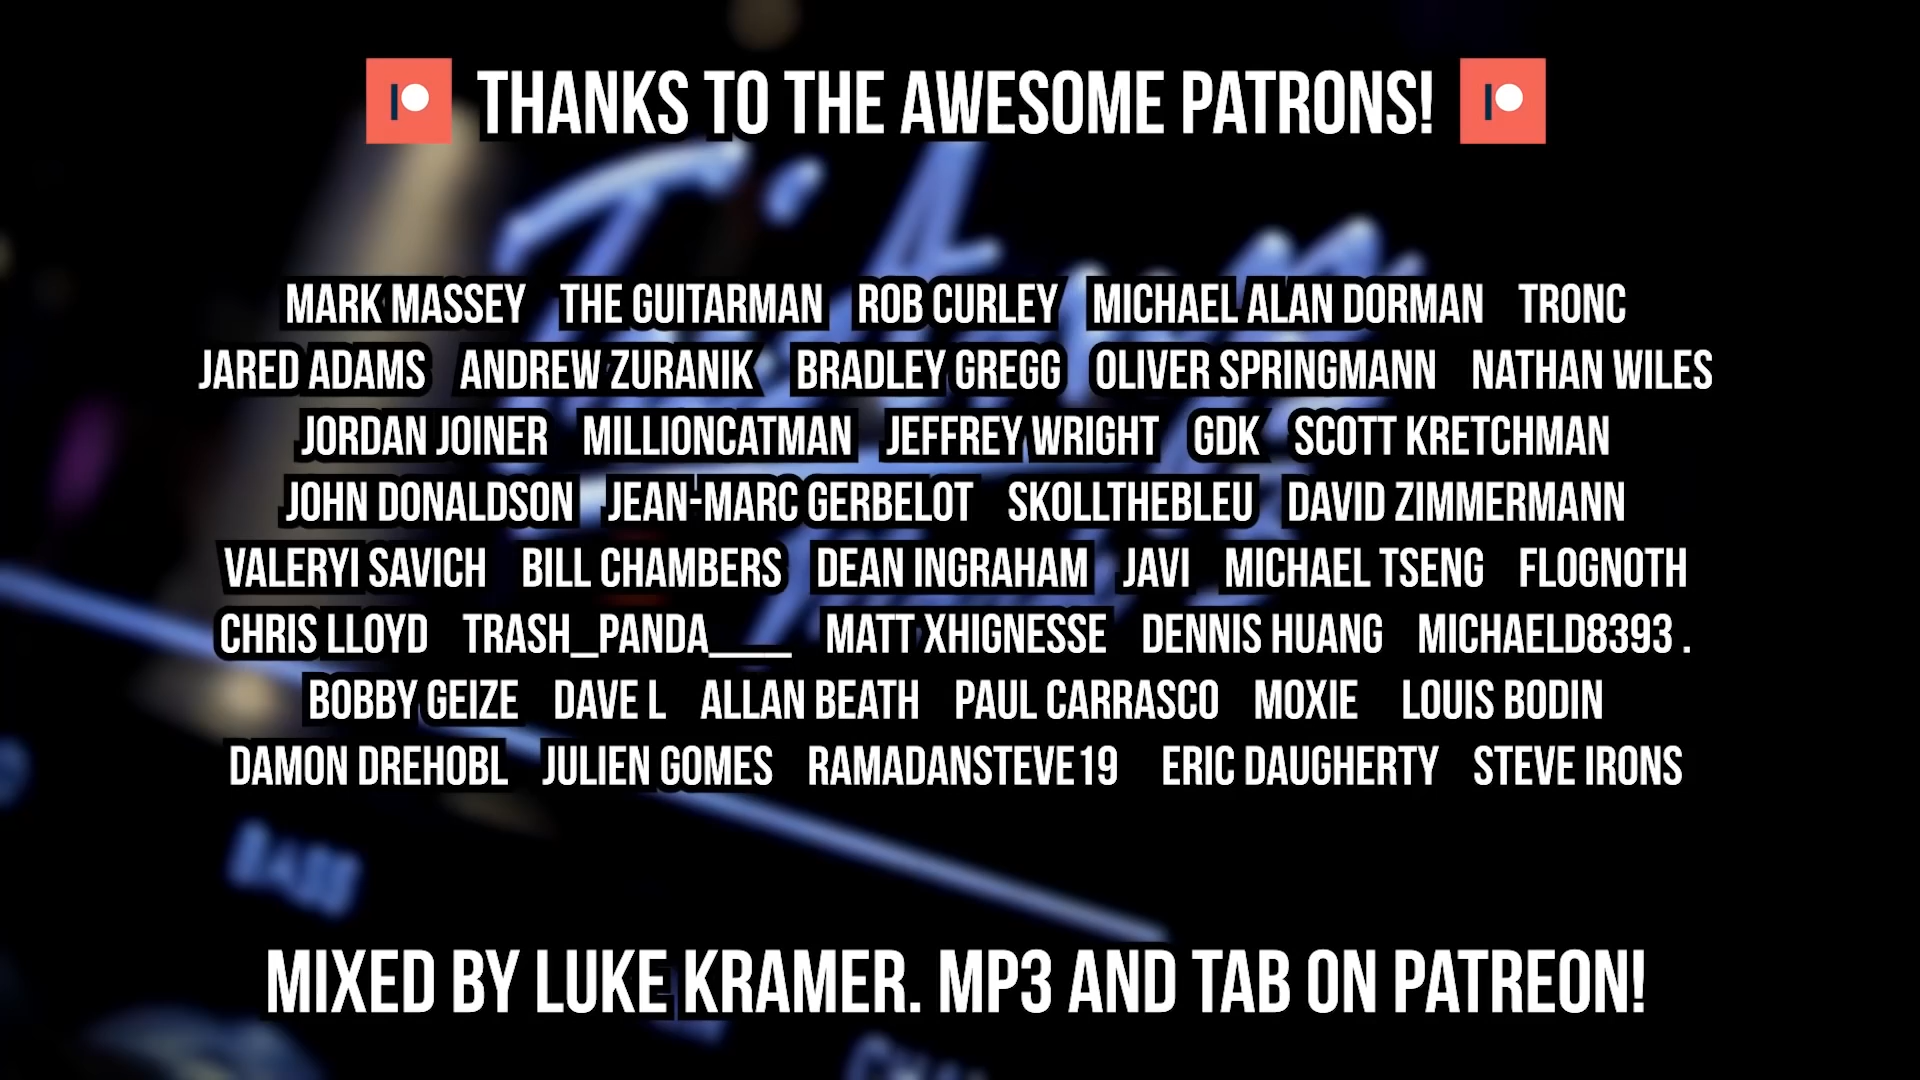 THANKS TO THE AWESOME PATRONS!
MARK MASSEY THE GUITARMAN ROB CURLEY MICHAEL ALAN DORMAN TRONC
JARED ADAMS ANDREW ZURANIK BRADLEY GREGG OLIVER SPRINGMANN NATHAN WILES
JORDAN JOINER MILLIONCATMAN JEFFREY WRIGHT GDK SCOTT KRETCHMAN
JOHN DONALDSON JEAN-MARC GERBELOT SKOLLTHEBLEU DAVID ZIMMERMANN
VALERYI SAVICH BILL CHAMBERS DEAN INGRAHAM JAVI MICHAEL TSENG FLOGNOTH
CHRIS LLOYD TRASH_PANDA___ MATT XHIGNESSE DENNIS HUANG MICHAELD8393 .
BOBBY GEIZE DAVE L ALLAN BEATH PAUL CARRASCO MOXIE LOUIS BODIN
DAMON DREHOBL JULIEN GOMES RAMADANSTEVE19 ERIC DAUGHERTY STEVE IRONS
BASS
MIXED BY LUKE KRAMER. MP3 AND TAB ON PATREON!